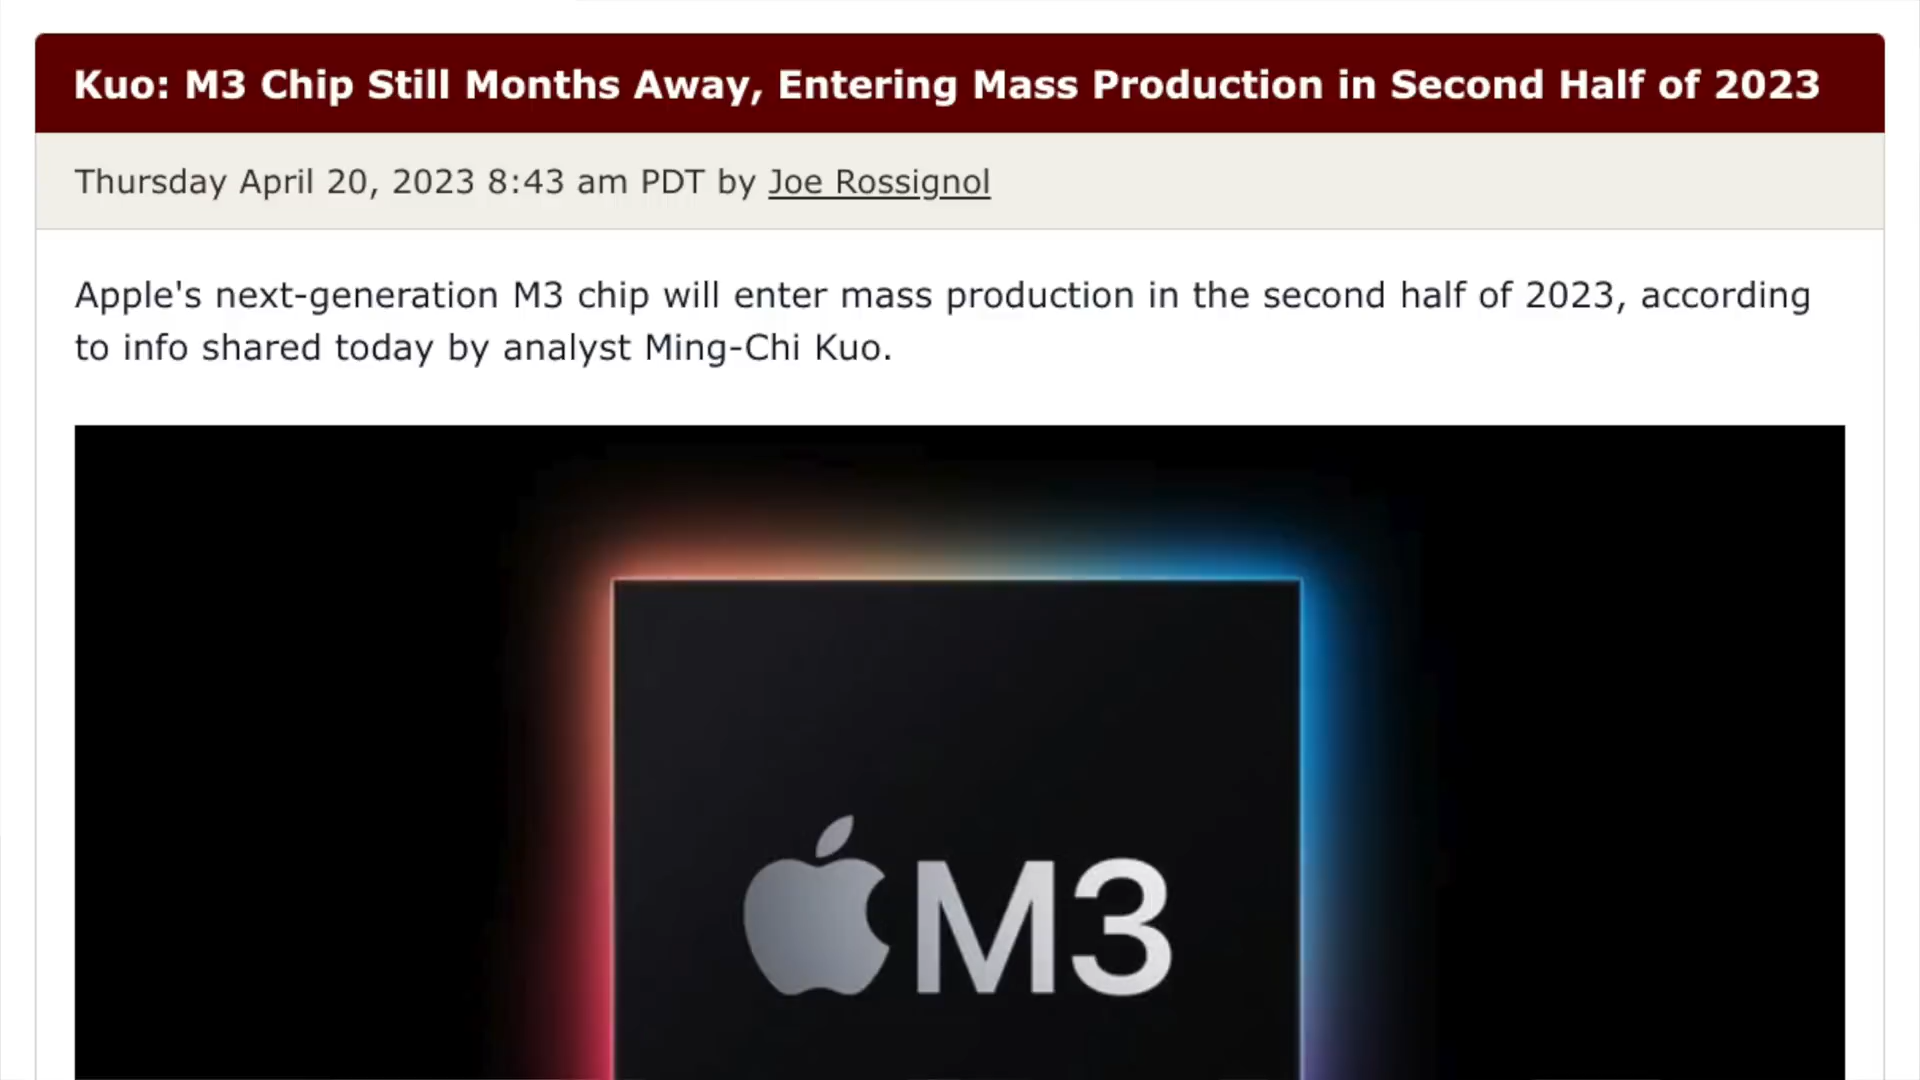 Kuo: M3 Chip Still Months Away, Entering Mass Production in Second Half of 2023
Thursday April 20, 2023 8:43 am PDT by Joe Rossignol
Apple's next-generation M3 chip will enter mass production in the second half of 2023, according
to info shared today by analyst Ming-Chi Kuo.
M3